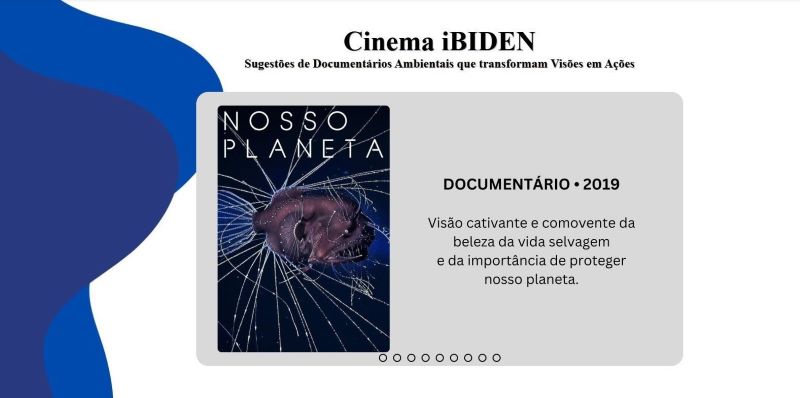 Cinema iBIDEN
Sugestões de Documentários Ambientais que transformam Visões em Ações
NOSSO
PLANETA
DOCUMENTÁRIO • 2019
Visão cativante e comovente da
beleza da vida selvagem
e da importância de proteger
nosso planeta.